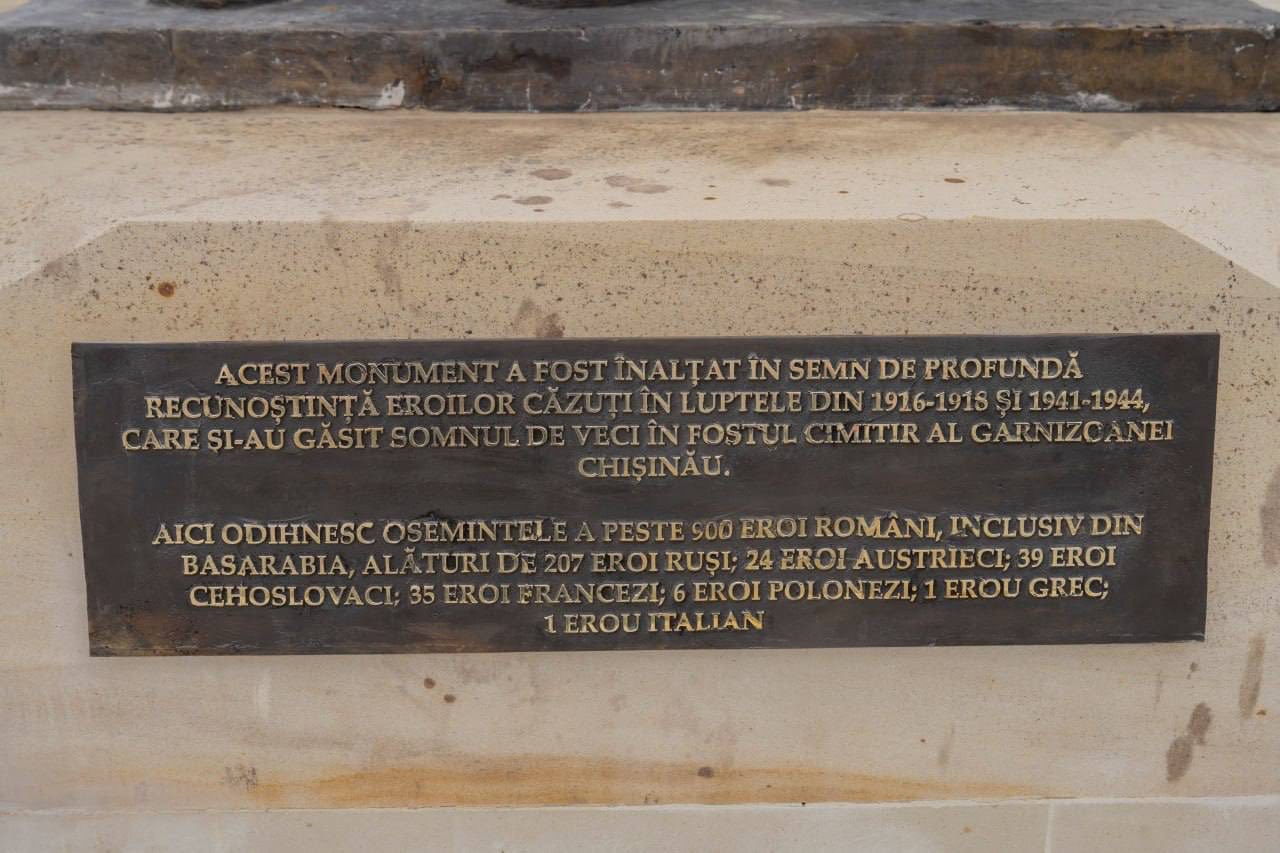 ACEST MONUMENT A FOST ÎNALȚAT ÎN SEMN DE PROFUNDĂ
RECUNOȘTINȚĂ EROILOR CĂZUȚI ÎN LUPTELE DIN 1916-1918 ȘI 1941-1944,
CARE ȘI-AU GĂSIT SOMNUL DE VECI ÎN FOSTUL CIMITIR AL GARNIZOANEI
CHIȘINĂU.
AICI ODIHNESC OSEMINTELE A PESTE 900 EROI ROMÂNI, INCLUSIV DIN
BASARABIA, ALĂTURI DE 207 EROI RUȘI; 24 EROI AUSTRIECI; 39 EROI
CEHOSLOVACI; 35 EROI FRANCEZI; 6 EROI POLONEZI; 1 EROU GREC;
1 EROU ITALIAN